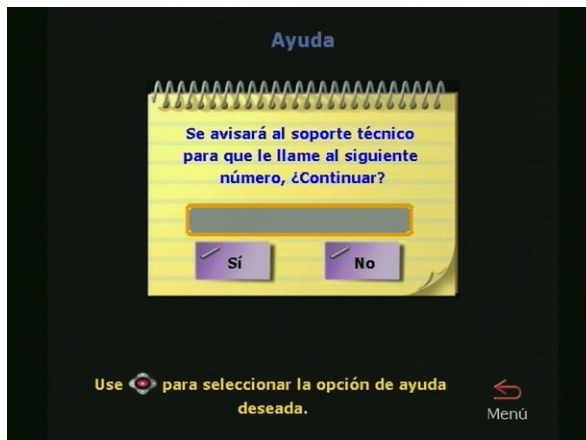 Ayuda
Se avisará al soporte técnico
para que le llame al siguiente
número, ¿Continuar?
Sí
No
Use para seleccionar la opción de ayuda
deseada.
Menú